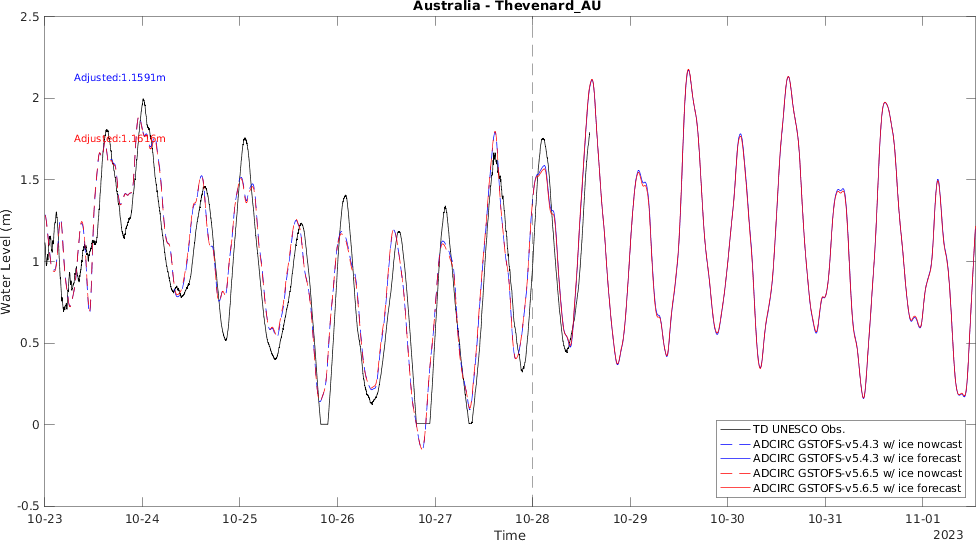 Australia - Thevenard_AU
2.5
2
1.5
1
0.5
0
-0.5
Water Level (m)
Adjusted:1.1591m
10-23
10-24
10-25
10-26
10-27
10-28
10-29
10-30
10-31
11-01
Time
2023
TD UNESCO Obs.
ADCIRC GSTOFS-v5.4.3 w/ ice nowcast
ADCIRC GSTOFS-v5.4.3 w/ ice forecast
ADCIRC GSTOFS-v5.6.5 w/ ice nowcast
ADCIRC GSTOFS-v5.6.5 w/ ice forecast